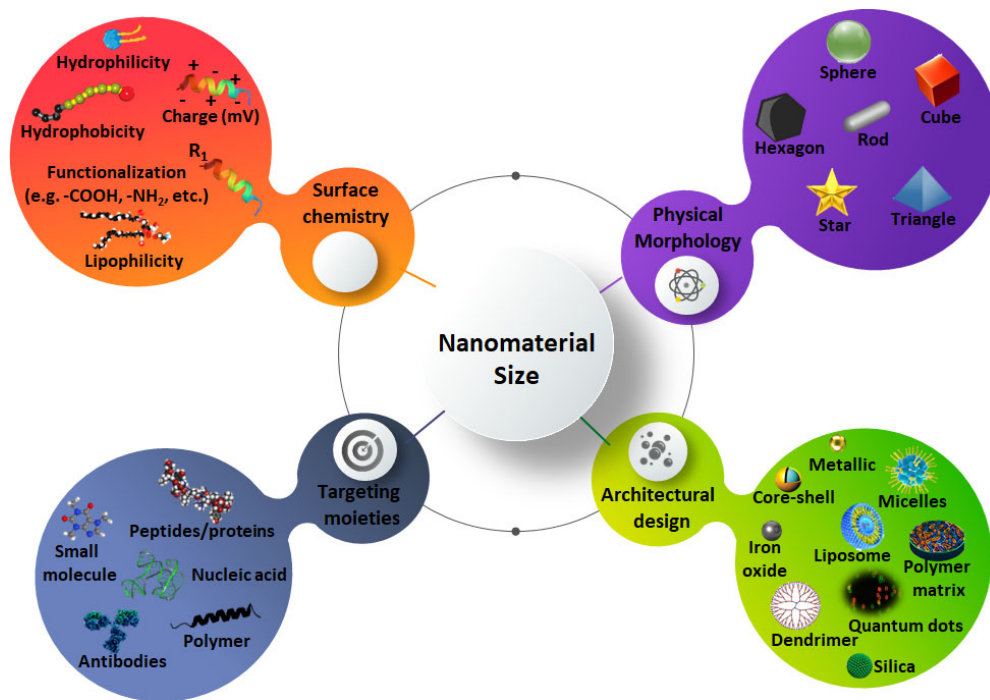 Hydrophilicity
+ - +
- + -
Charge (mV)
Hydrophobicity
R1
Functionalization
(e.g. -COOH, -NH2, etc.)
Lipophilicity
Surface
chemistry
Sphere
Cube
Hexagon
Rod
Star
Triangle
Physical
Morphology
Nanomaterial
Size
Targeting
moieties
Peptides/proteins
Small
molecule
Nucleic acid
Antibodies
Polymer
Architectural
design
Metallic
Core-shell
Micelles
Iron
oxide
Liposome
Polymer
matrix
Dendrimer
Quantum dots
Silica